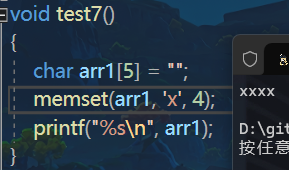 void test7()
{
char arr1[5] = "";
memset(arr1, 'x', 4);
printf("%s\n", arr1);
}
xxxx
D:\git
按任意